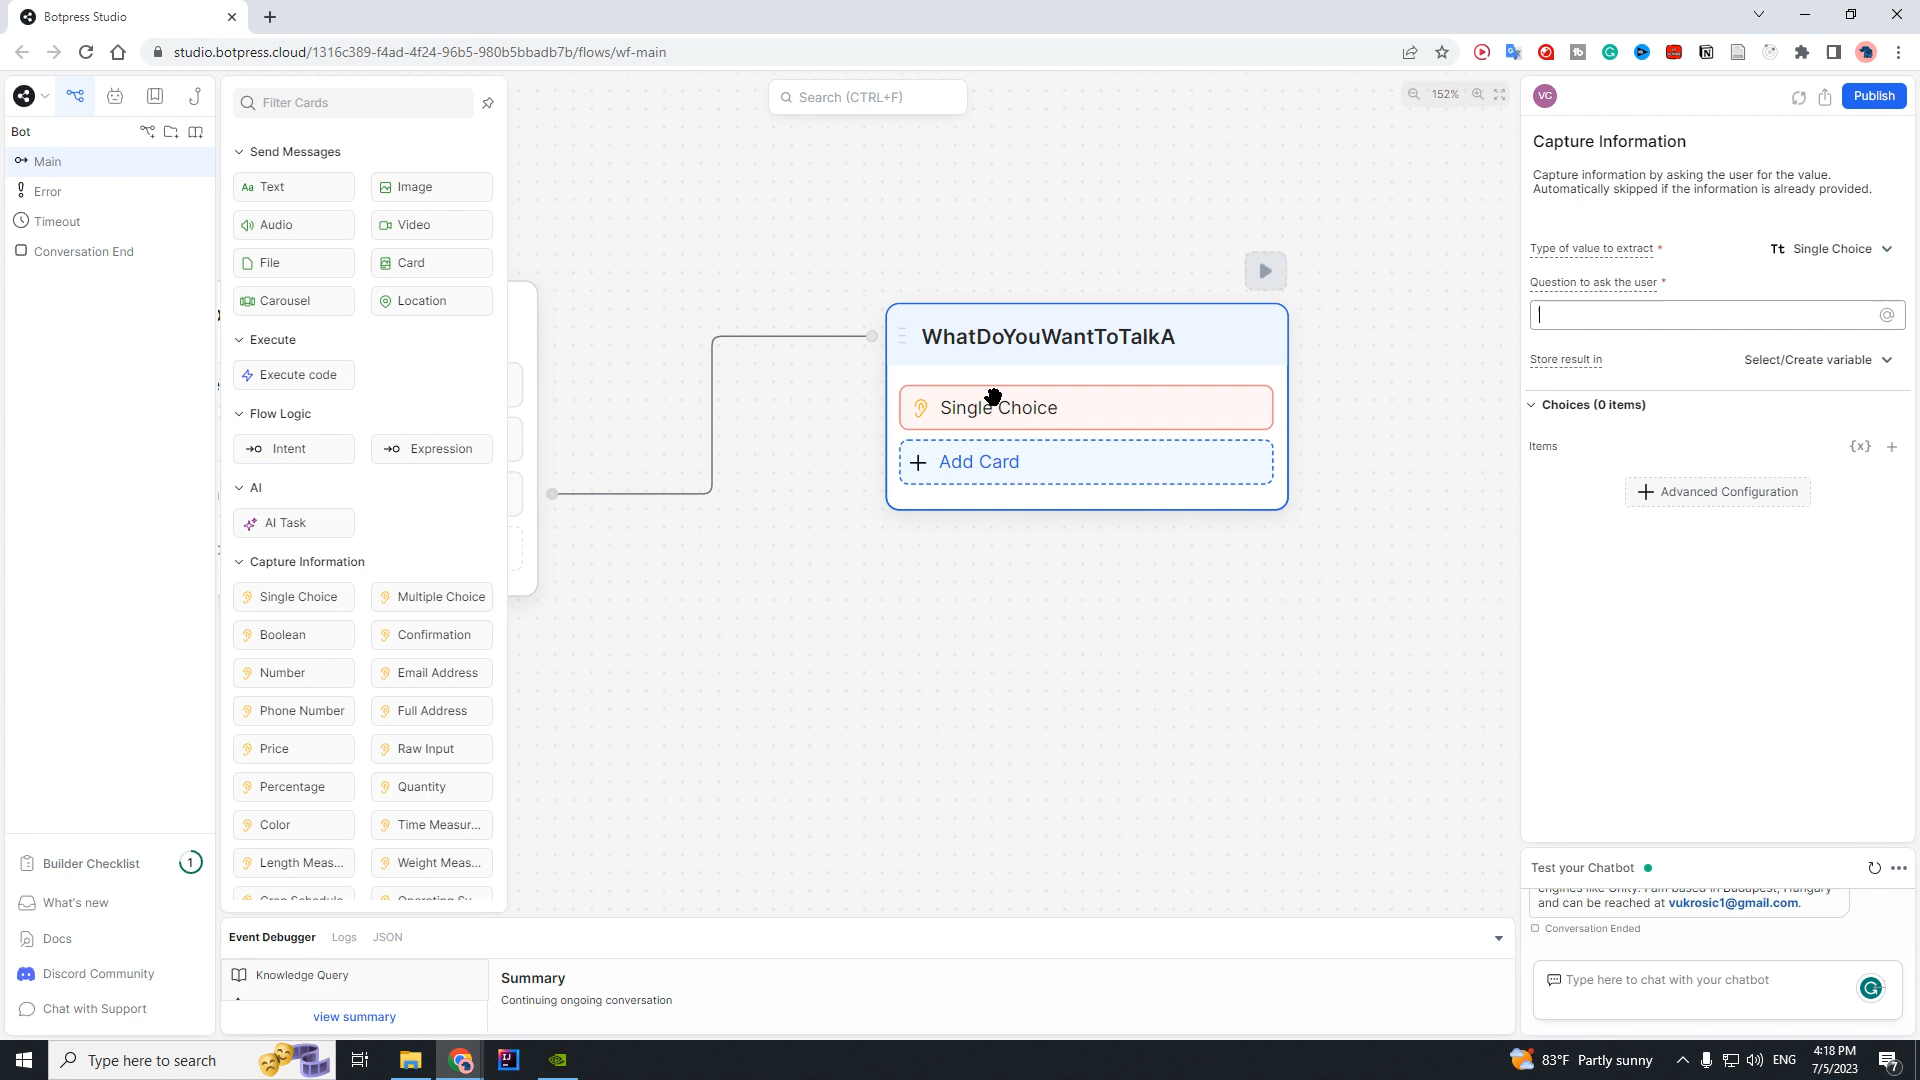 Botpress Studio
studio.botpress.cloud/1316c389-f4ad-4f24-96b5-980b5bbadb7b/flows/wf-main
Bot
Main
Error
Timeout
Conversation End
Builder Checklist
1
What's new
Docs
Discord Community
Chat with Support
Filter Cards
Send Messages
Aa Text
Image
Audio
Video
File
Card
Carousel
Location
Execute
Execute code
Flow Logic
Intent
Expression
AI
AI Task
Capture Information
Single Choice
Multiple Choice
Boolean
Confirmation
Number
Email Address
Phone Number
Full Address
Price
Raw Input
Percentage
Quantity
Color
Time Measur...
Length Meas...
Weight Meas...
Search (CTRL+F)
152%
WhatDoYouWantToTalkA
Single Choice
Add Card
Event Debugger
Logs
JSON
Knowledge Query
view summary
Summary
Continuing ongoing conversation
VC
Publish
Capture Information
Capture information by asking the user for the value.
Automatically skipped if the information is already provided.
Type of value to extract *
Tt Single Choice
Question to ask the user *
@
Store result in
Select/Create variable
Choices (0 items)
Items
{x} +
Advanced Configuration
Test your Chatbot
and can be reached at vukrosic1@gmail.com.
Conversation Ended
Type here to chat with your chatbot
Type here to search
83°F Partly sunny
ENG
4:18 PM
7/5/2023
7